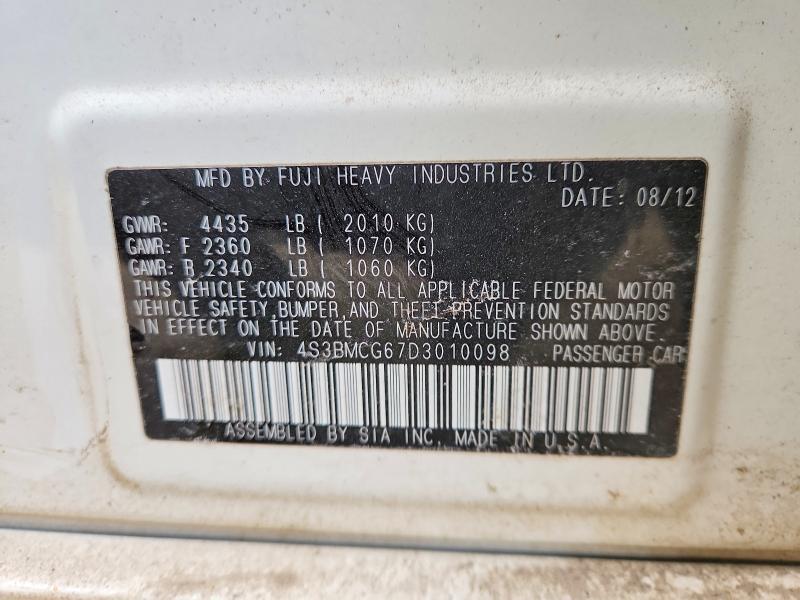 MFD BY FUJI HEAVY INDUSTRIES LTD.
DATE: 08/12
GVWR: 4435 LB ( 2010 KG)
GAWR: F 2360 LB ( 1070 KG)
GAWR: R 2340 LB ( 1060 KG)
THIS VEHICLE CONFORMS TO ALL APPLICABLE FEDERAL MOTOR
VEHICLE SAFETY, BUMPER, AND THEFT PREVENTION STANDARDS
IN EFFECT ON THE DATE OF MANUFACTURE SHOWN ABOVE.
VIN: 4S3BMCG67D3010098 PASSENGER CAR
ASSEMBLED BY SIA INC. MADE IN U.S.A.